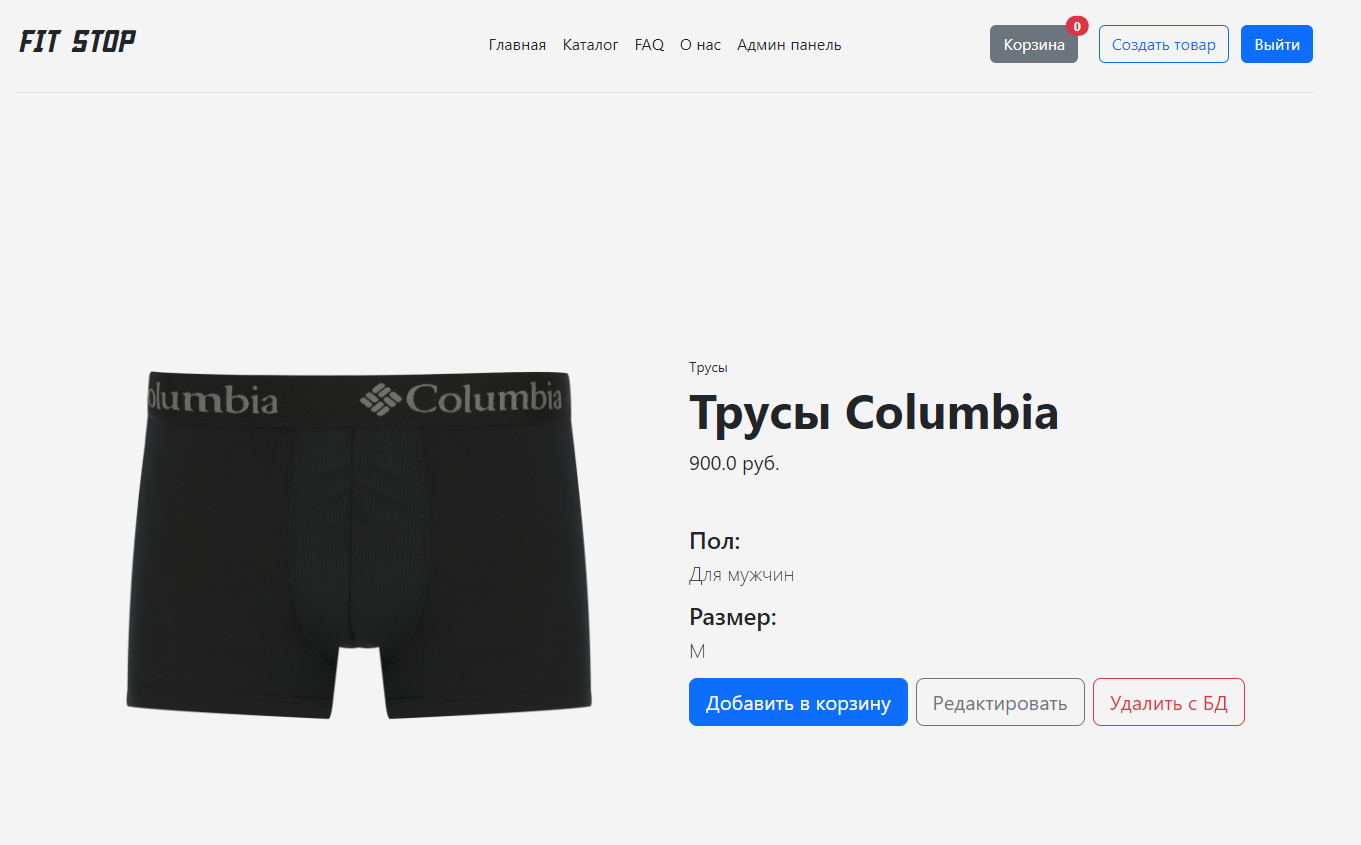 FIT STOP
Главная Каталог FAQ О нас Админ панель
Корзина 0 Создать товар Выйти
olumbia Columbia
Трусы
Трусы Columbia
900.0 руб.
Пол:
Для мужчин
Размер:
M
Добавить в корзину Редактировать Удалить с БД